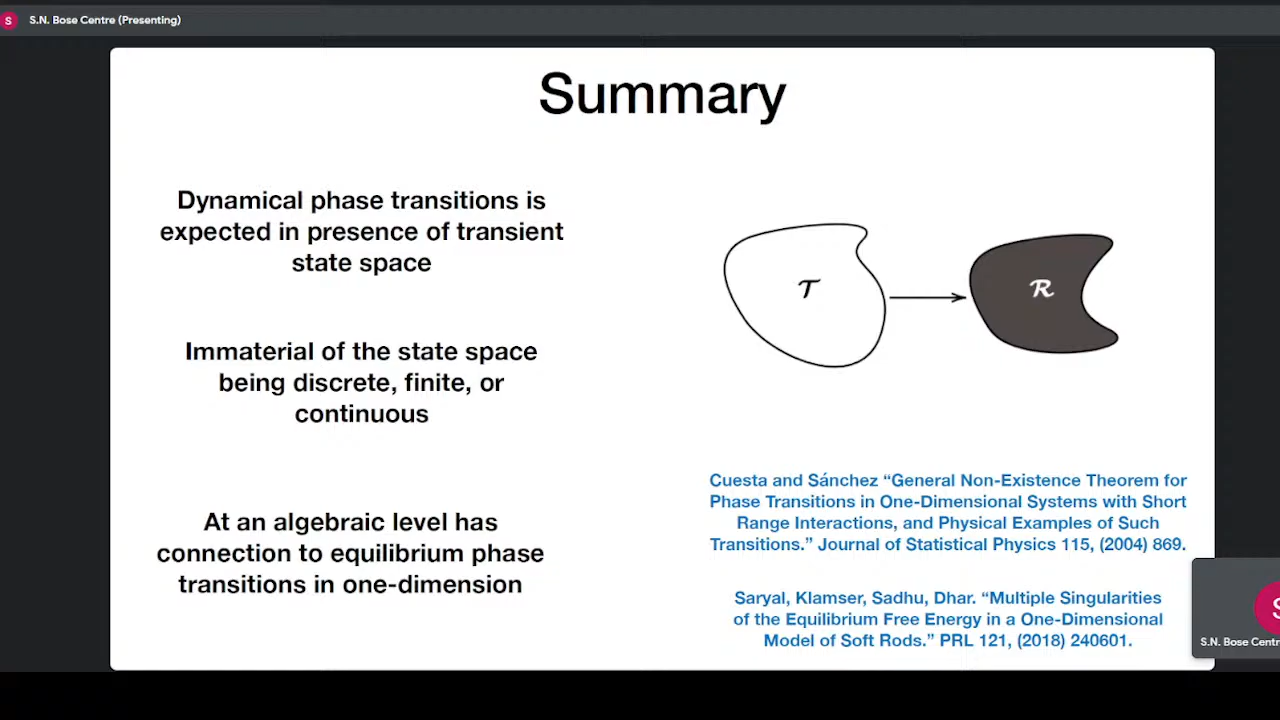 S
S.N. Bose Centre (Presenting)
Summary
Dynamical phase transitions is
expected in presence of transient
state space
Immaterial of the state space
being discrete, finite, or
continuous
At an algebraic level has
connection to equilibrium phase
transitions in one-dimension
𝒯
ℛ
Cuesta and Sánchez “General Non-Existence Theorem for
Phase Transitions in One-Dimensional Systems with Short
Range Interactions, and Physical Examples of Such
Transitions.” Journal of Statistical Physics 115, (2004) 869.
Saryal, Klamser, Sadhu, Dhar. “Multiple Singularities
of the Equilibrium Free Energy in a One-Dimensional
Model of Soft Rods.” PRL 121, (2018) 240601.
S
S.N. Bose Centr